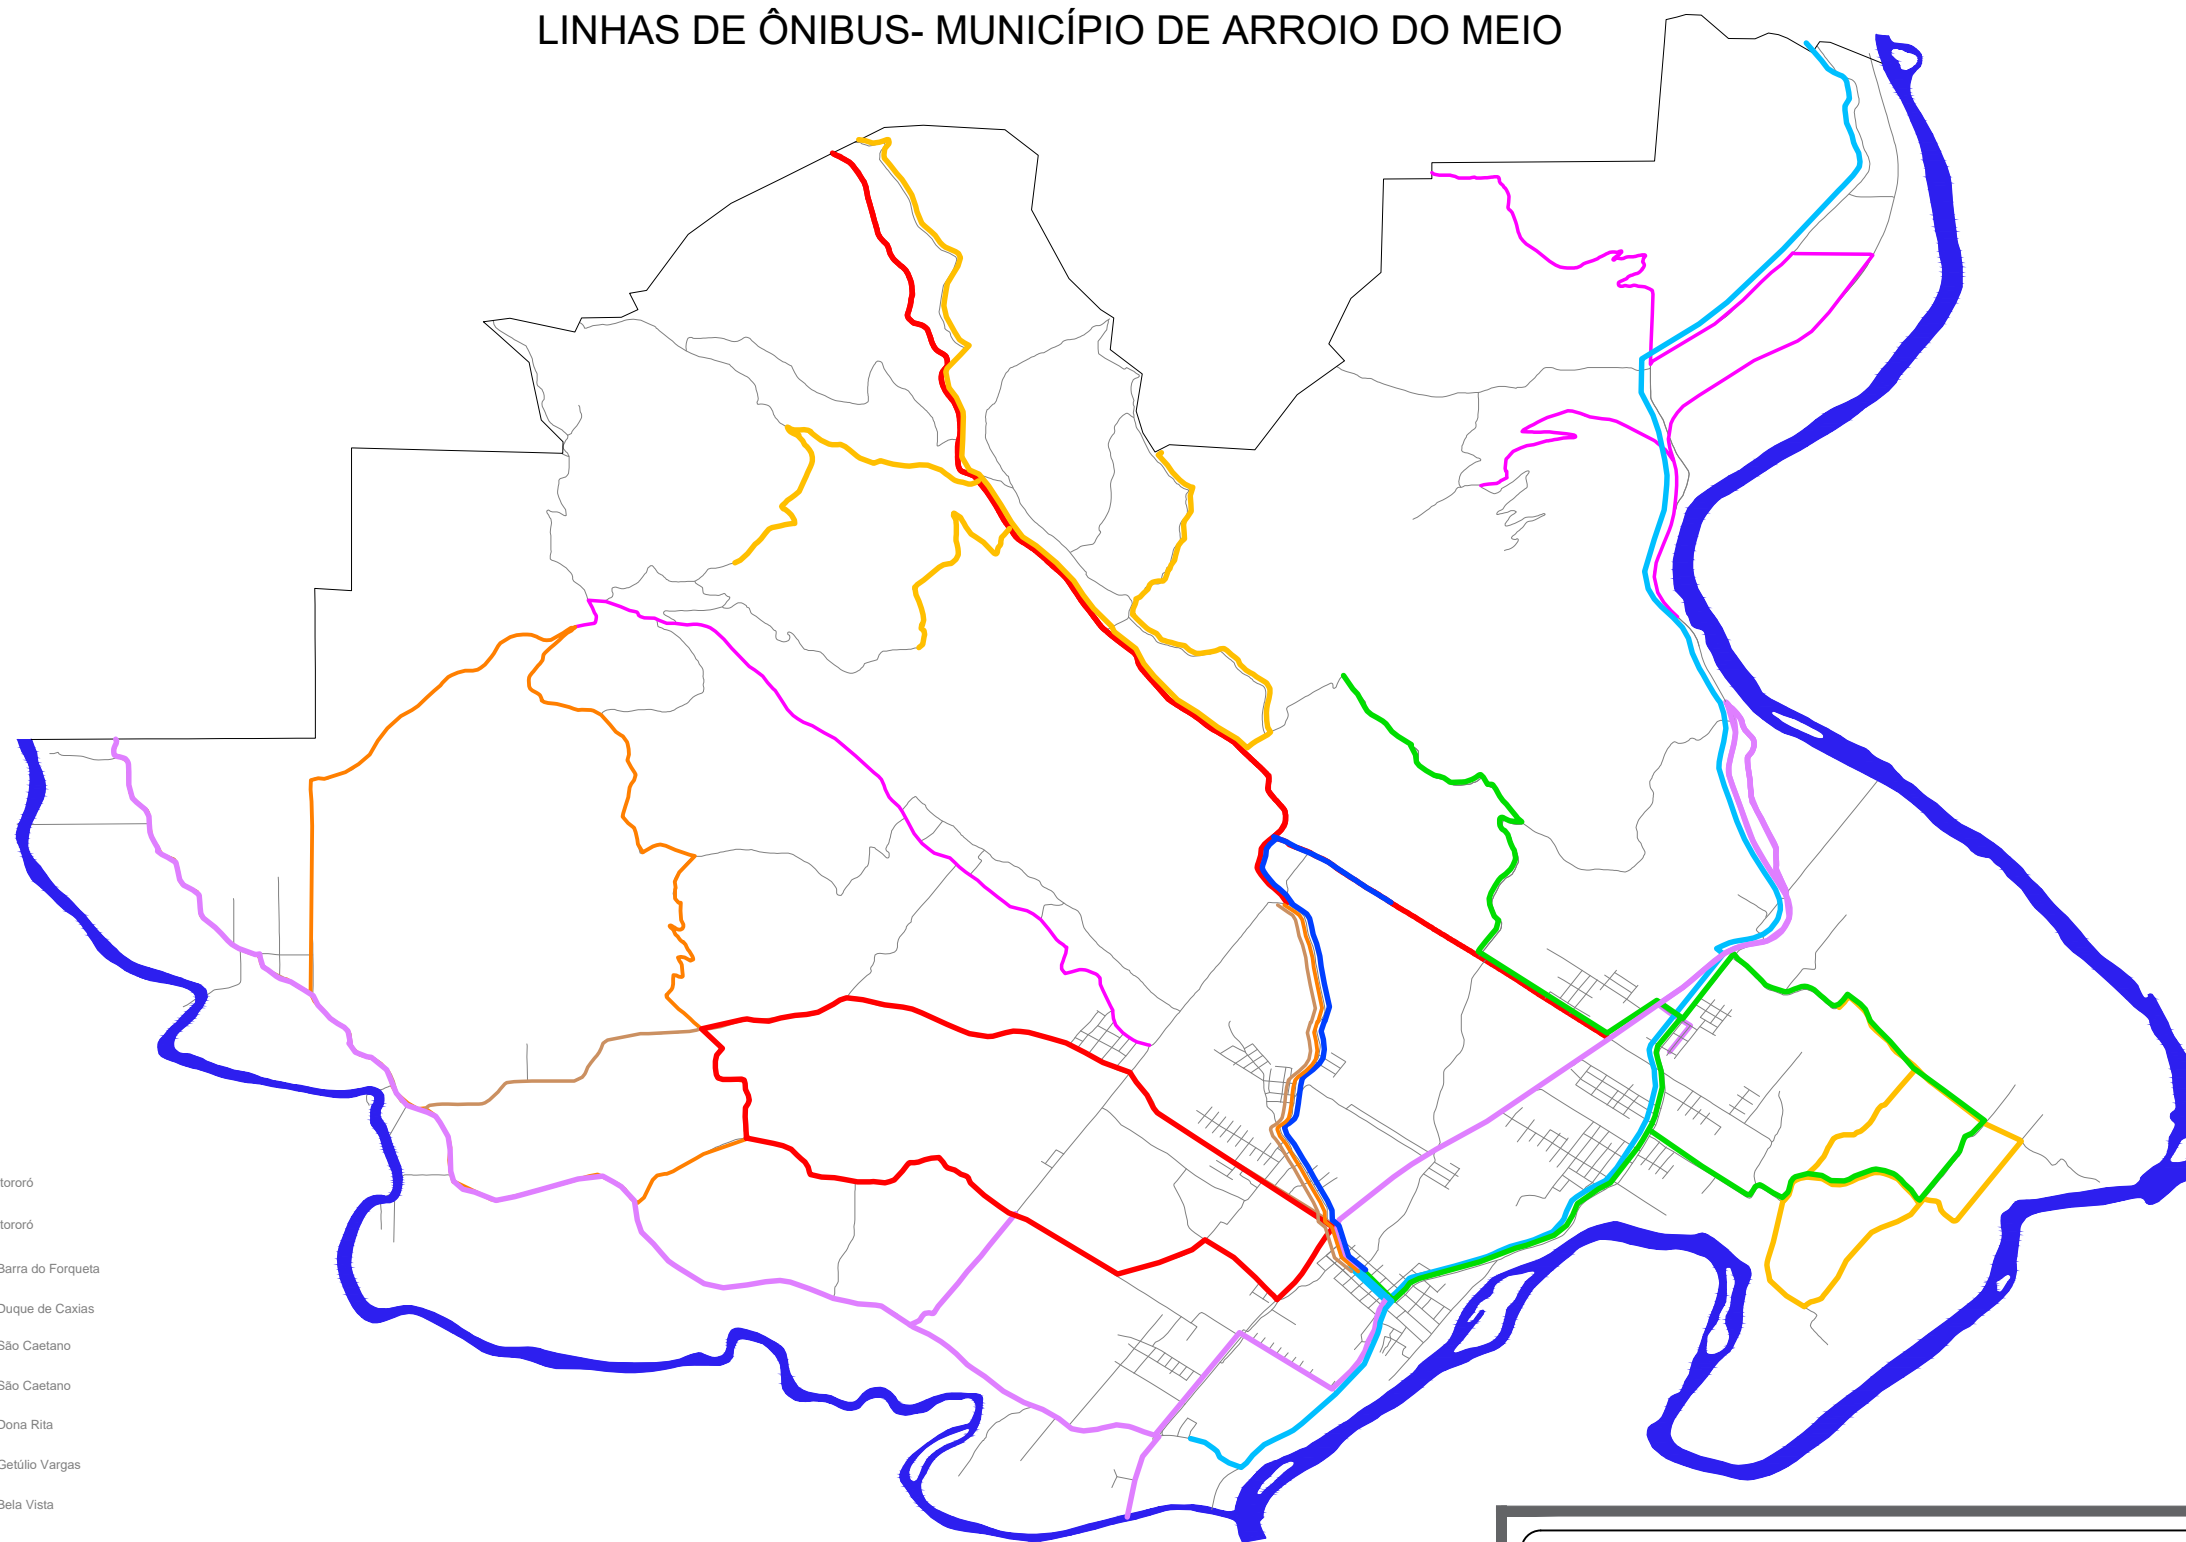 LINHAS DE ÔNIBUS- MUNICÍPIO DE ARROIO DO MEIO
tororó
tororó
Barra do Forqueta
Duque de Caxias
São Caetano
São Caetano
Dona Rita
Getúlio Vargas
Bela Vista